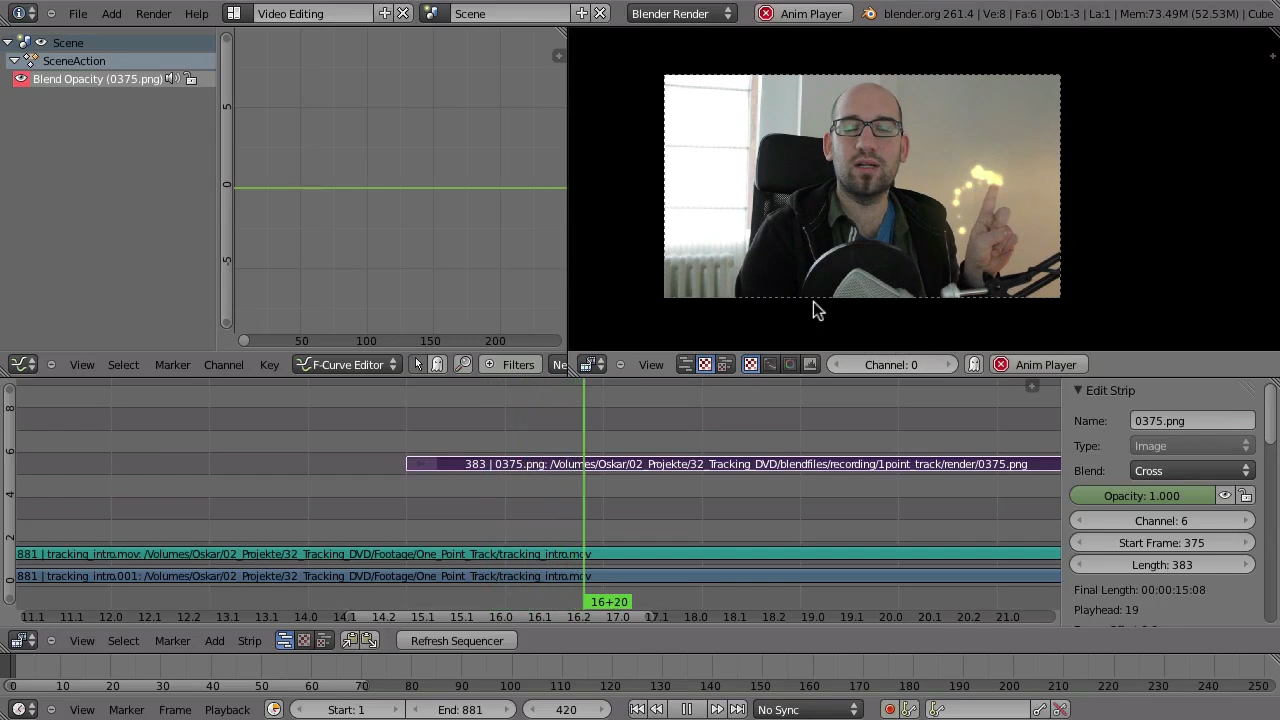 File Add Render Help Video Editing Scene Blender Render Anim Player blender.org 261.4 | Ve:8 | Fa:6 | Ob:1-3 | La:1 | Mem:73.49M (52.53M) | Cube
Scene
SceneAction
Blend Opacity (0375.png)
5
0
-5
50 100 150 200
View Select Marker Channel Key F-Curve Editor Filters Ne
View Channel: 0 Anim Player
8
6
4
2
0
383 | 0375.png: /Volumes/Oskar/02_Projekte/32_Tracking_DVD/blendfiles/recording/1point_track/render/0375.png
881 | tracking_intro.mov: /Volumes/Oskar/02_Projekte/32_Tracking_DVD/Footage/One_Point_Track/tracking_intro.mov
881 | tracking_intro.001: /Volumes/Oskar/02_Projekte/32_Tracking_DVD/Footage/One_Point_Track/tracking_intro.mov
16+20
11.1 11.2 12.0 12.1 12.2 13.0 13.1 14.0 14.1 14.2 15.1 15.1 16.0 16.1 16.2 17.0 17.1 18.0 18.2 19.0 19.1 20.0 20.1 21.0
Edit Strip
Name: 0375.png
Type: Image
Blend: Cross
Opacity: 1.000
Channel: 6
Start Frame: 375
Length: 383
Final Length: 00:00:15:08
Playhead: 19
View Select Marker Add Strip Refresh Sequencer
0 10 20 30 40 50 60 70 80 90 100 110 120 130 140 150 160 170 180 190 200 210 220 230 240 250
View Marker Frame Playback Start: 1 End: 881 420 No Sync